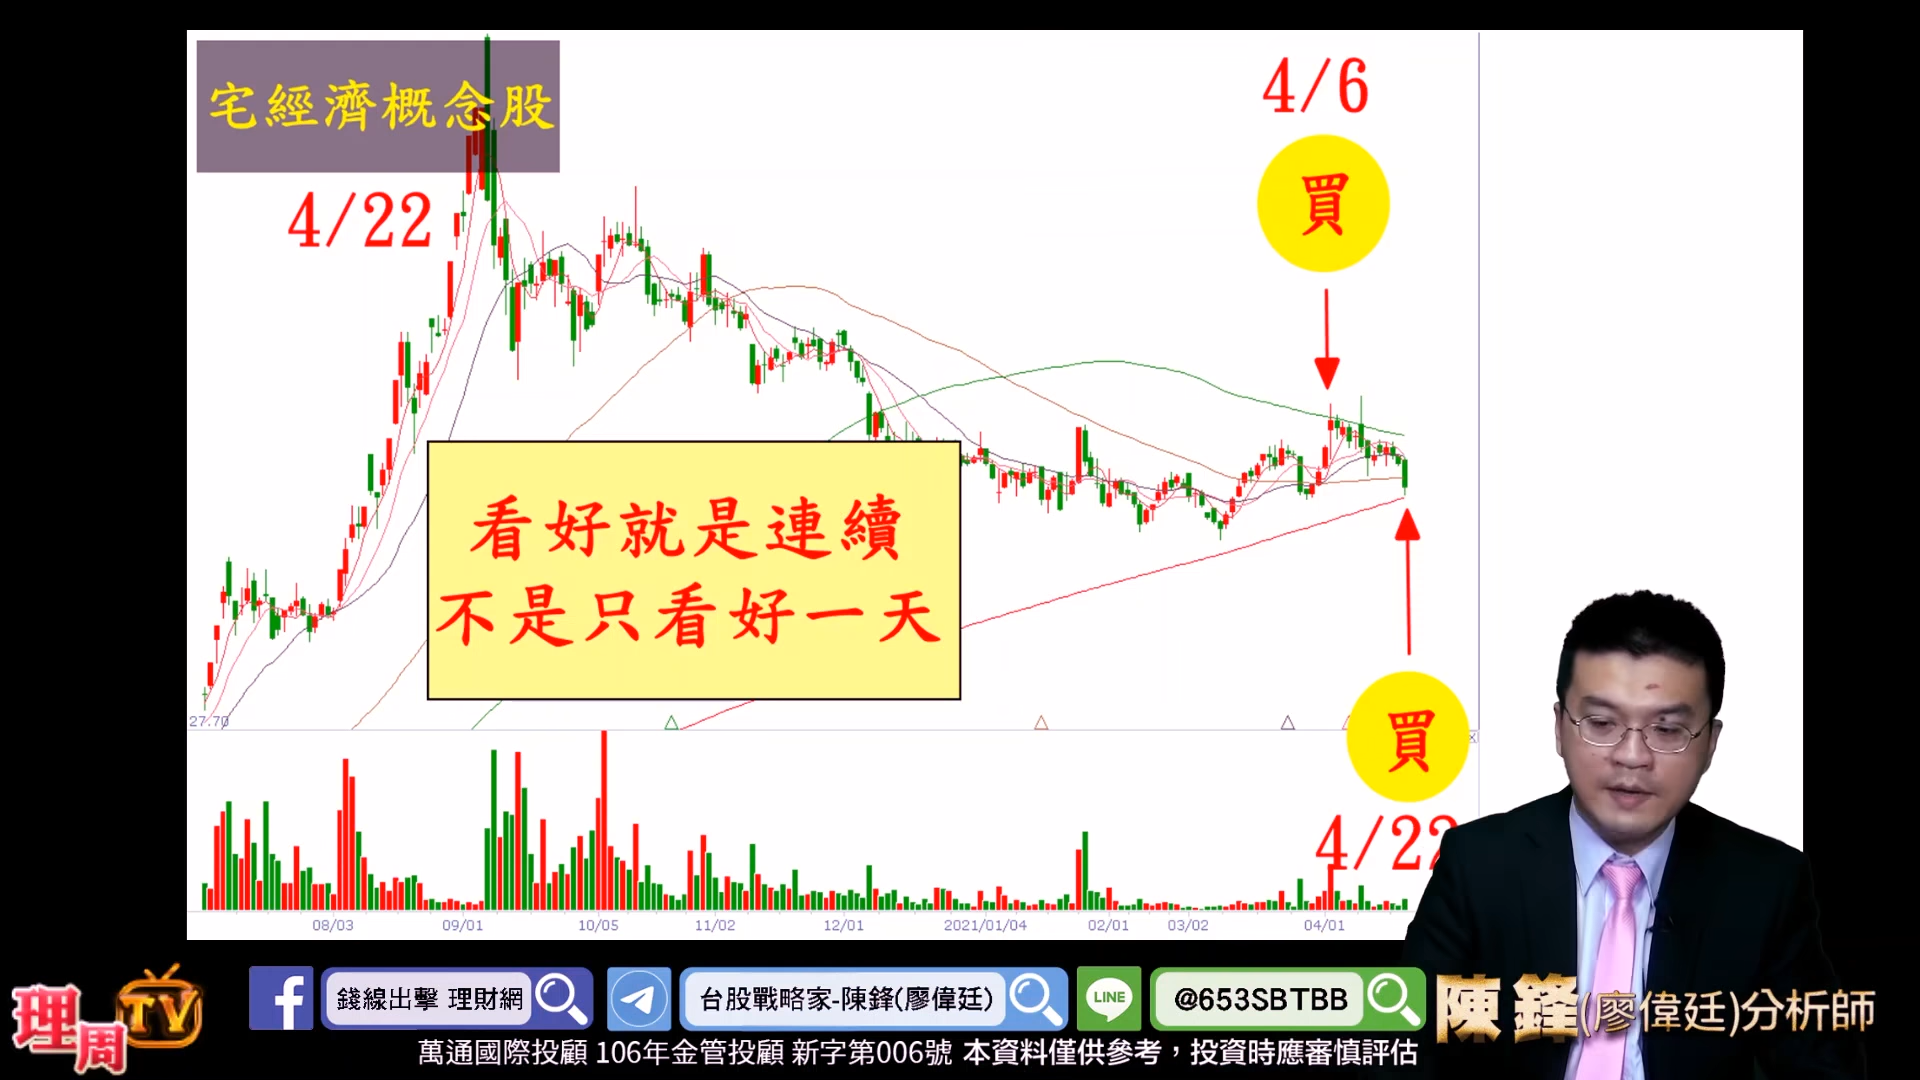 宅經濟概念股
4/22
4/6
買
看好就是連續
不是只看好一天
買
4/22
27.70
08/03
09/01
10/05
11/02
12/01
2021/01/04
02/01
03/02
04/01
理周TV
錢線出擊 理財網
台股戰略家-陳鋒(廖偉廷)
LINE
@653SBTBB
陳鋒(廖偉廷)分析師
萬通國際投顧 106年金管投顧 新字第006號 本資料僅供參考,投資時應審慎評估